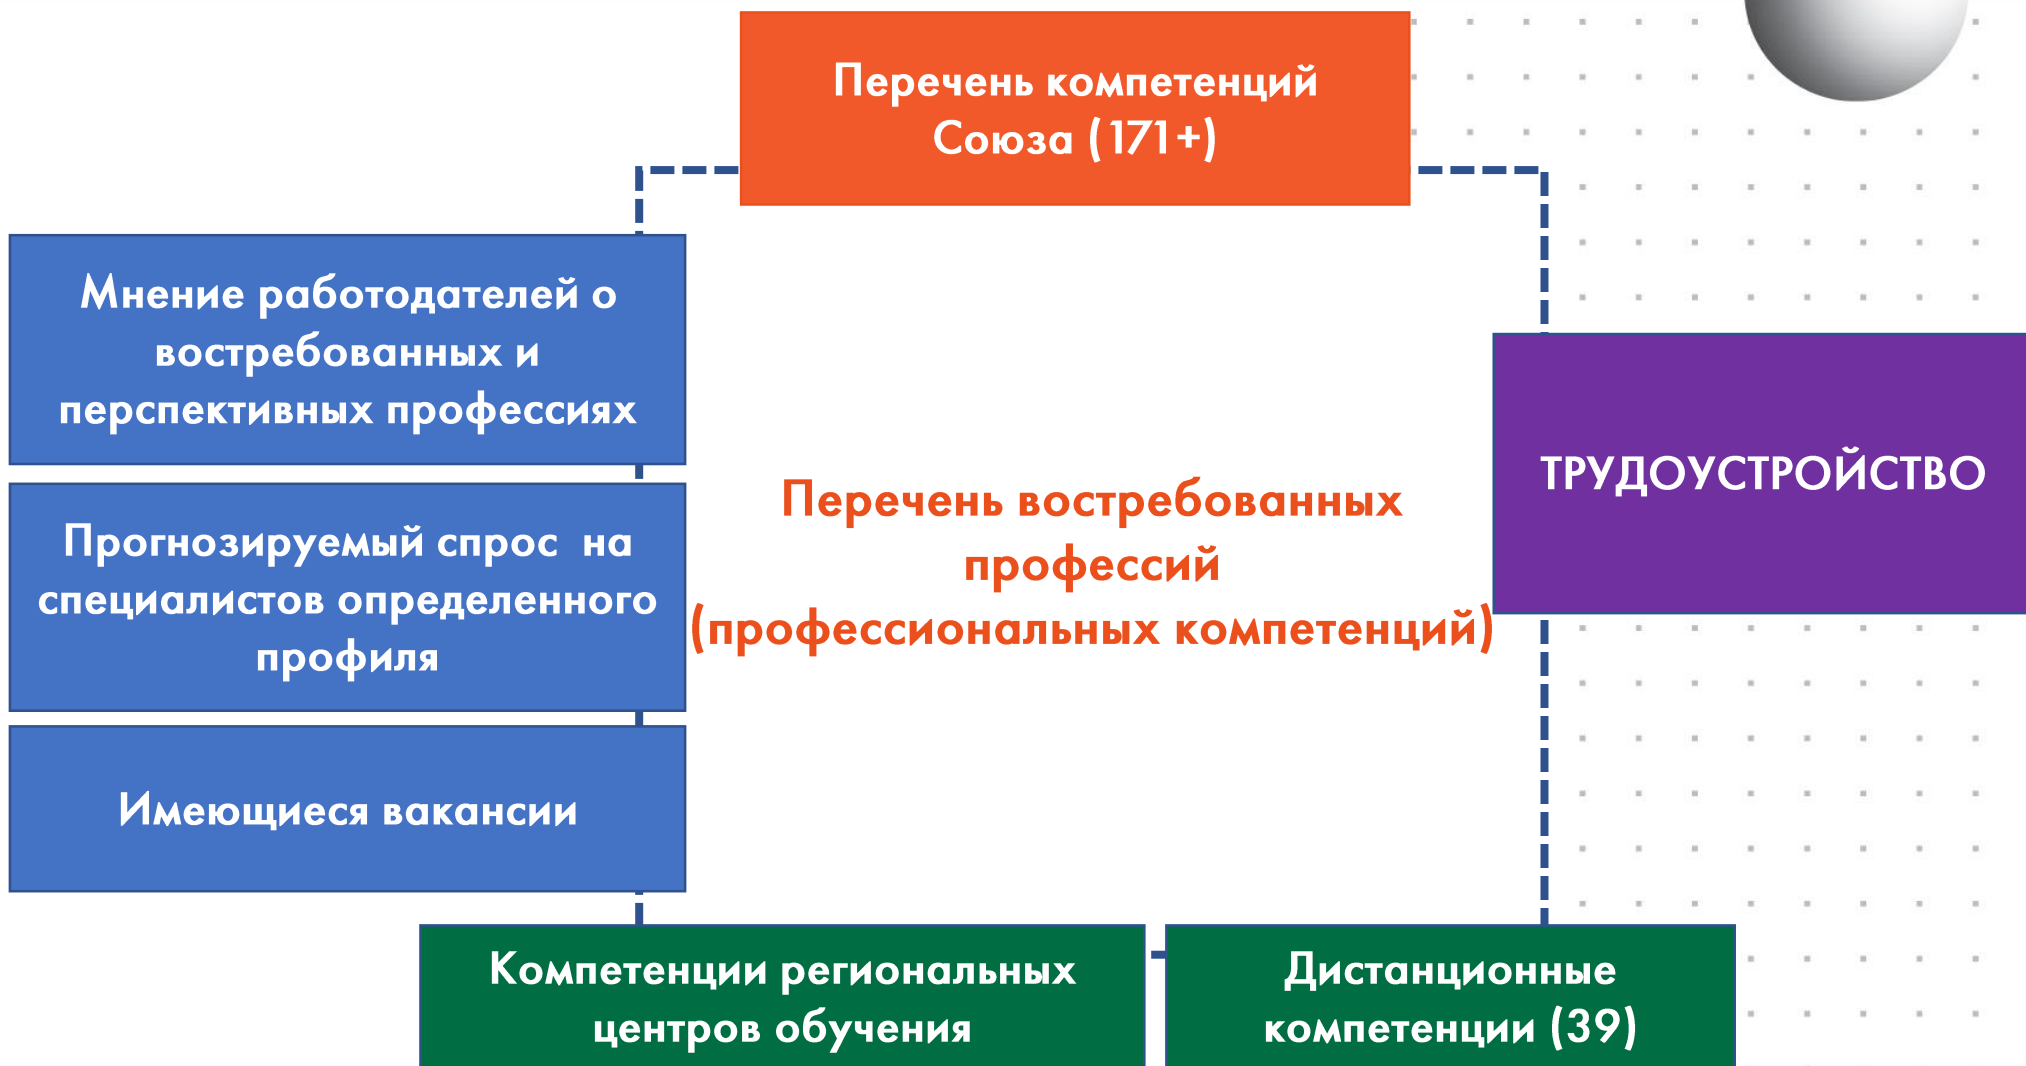 Перечень компетенций
Союза (171+)
Мнение работодателей о
востребованных и
перспективных профессиях
Прогнозируемый спрос  на
специалистов определенного
профиля
Имеющиеся вакансии
Перечень востребованных
профессий
(профессиональных компетенций)
ТРУДОУСТРОЙСТВО
Компетенции региональных
центров обучения
Дистанционные
компетенции (39)